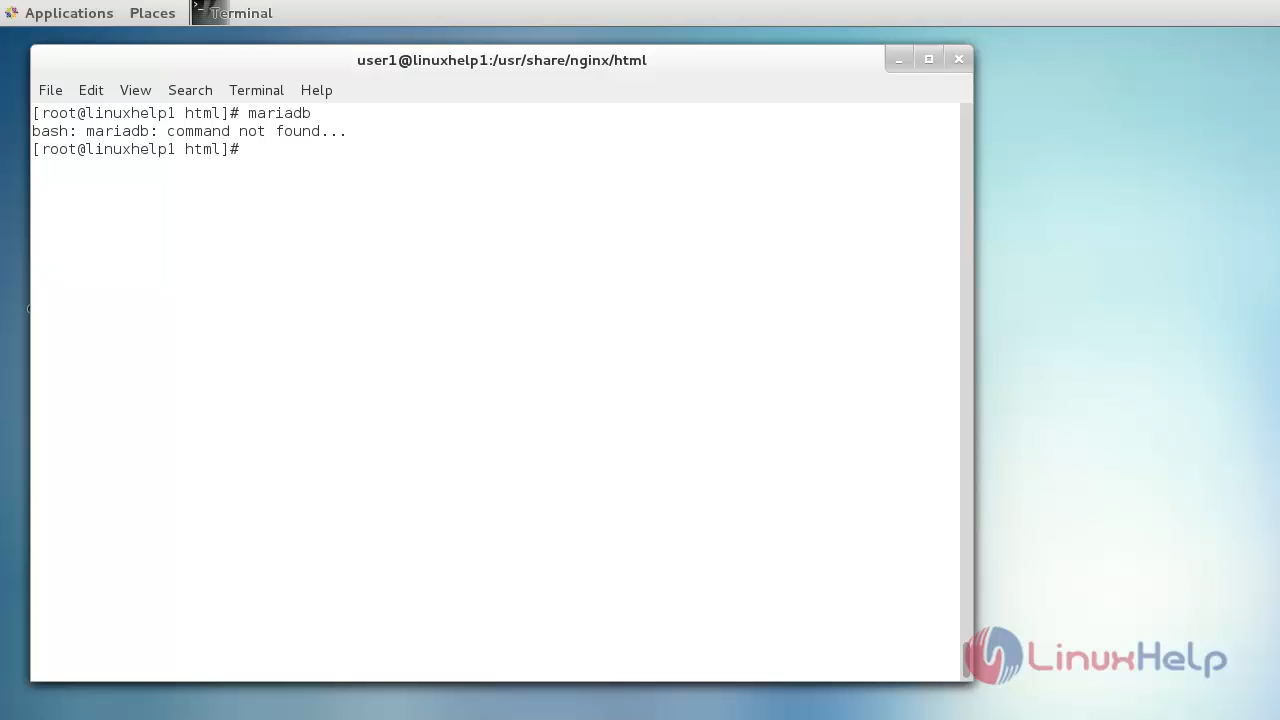 Applications Places Terminal
user1@linuxhelp1:/usr/share/nginx/html
File Edit View Search Terminal Help
[root@linuxhelp1 html]# mariadb
bash: mariadb: command not found...
[root@linuxhelp1 html]#
LinuxHelp